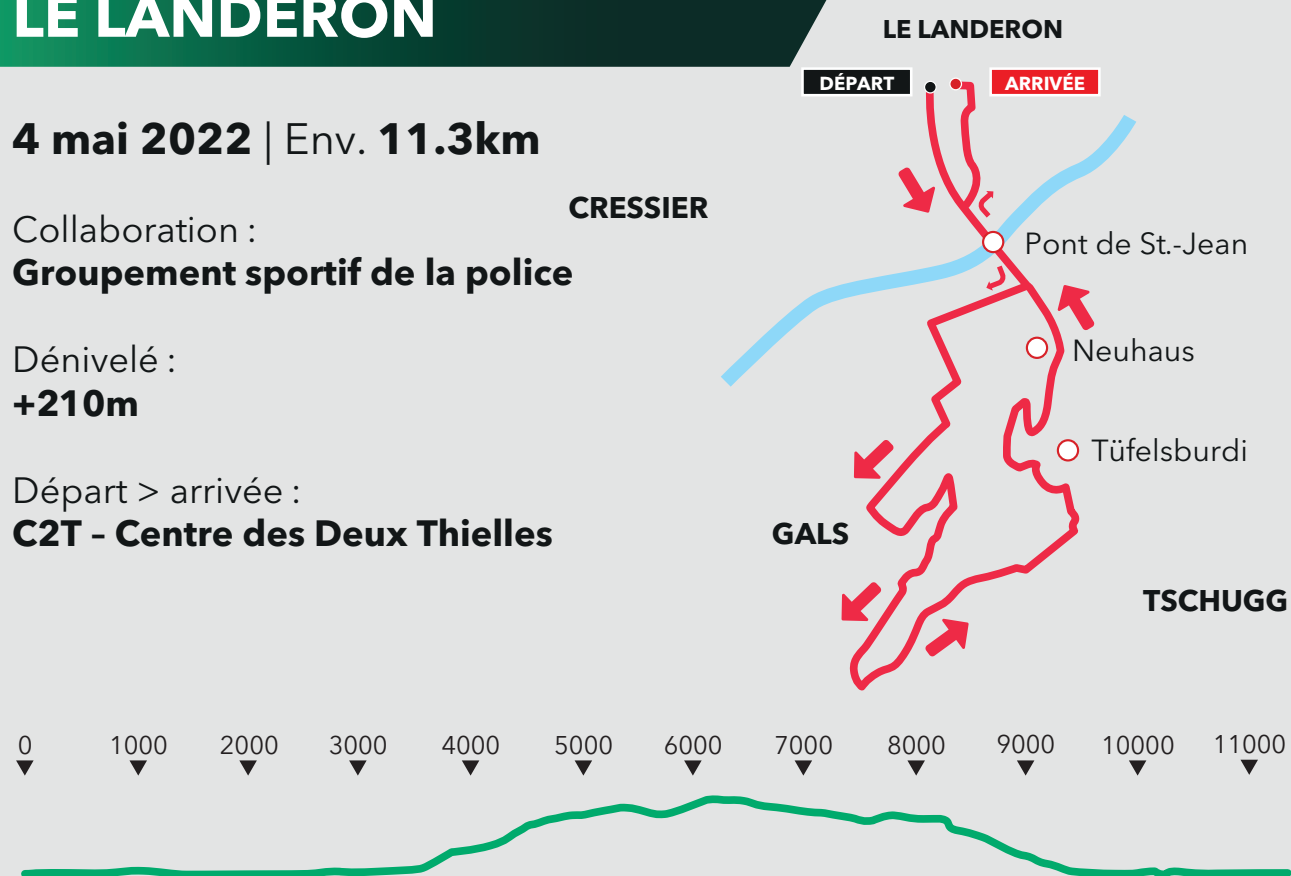 LE LANDERON
LE LANDERON
DÉPART
ARRIVÉE
4 mai 2022 | Env. 11.3km
CRESSIER
Collaboration :
Groupement sportif de la police
Pont de St.-Jean
Neuhaus
Dénivelé :
+210m
Tüfelsburdi
Départ > arrivée :
C2T – Centre des Deux Thielles
GALS
TSCHUGG
0 1000 2000 3000 4000 5000 6000 7000 8000 9000 10000 11000